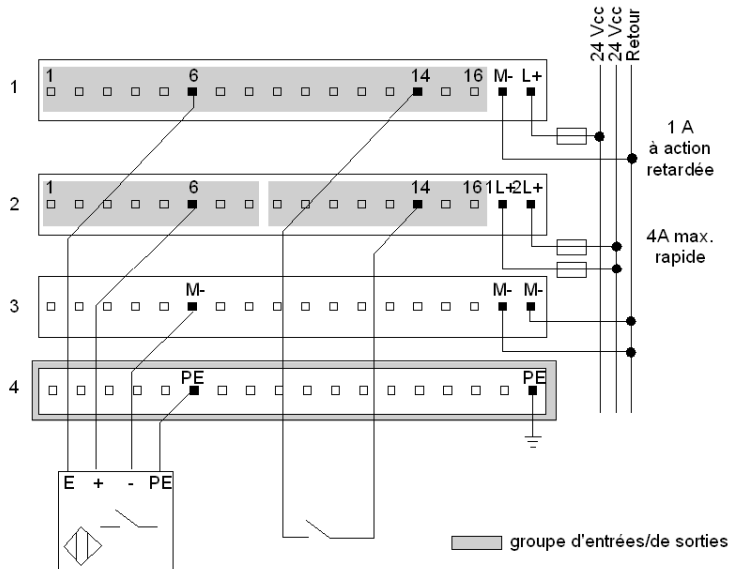 24 Vcc
24 Vcc
Retour
1 6 14 16 M- L+
1
1 A
à action
retardée
1 6 14 16 1L+ 2L+
2
4A max.
rapide
M- M- M-
3
PE PE
4
E + - PE
groupe d'entrées/de sorties